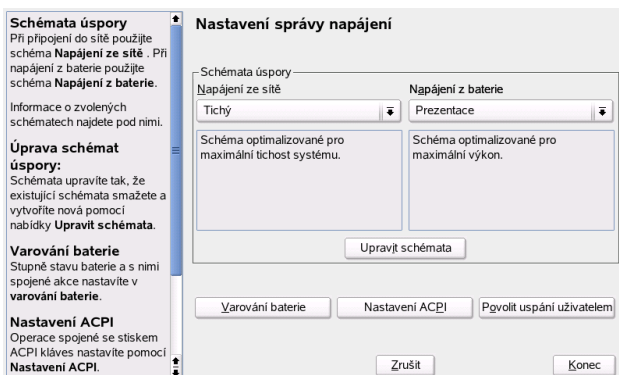 Schémata úspory
Při připojení do sítě použijte
schéma Napájení ze sítě . Při
napájení z baterie použijte
schéma Napájení z baterie.
Informace o zvolených
schématech najdete pod nimi.
Úprava schémat
úspory:
Schémata upravíte tak, že
existující schémata smažete a
vytvoříte nová pomocí
nabídky Upravit schémata.
Varování baterie
Stupně stavu baterie a s nimi
spojené akce nastavíte v
varování baterie.
Nastavení ACPI
Operace spojené se stiskem
ACPI kláves nastavíte pomocí
Nastavení ACPI.
Nastavení správy napájení
Schémata úspory
Napájení ze sítě
Tichý
Schéma optimalizované pro
maximální tichost systému.
Napájení z baterie
Prezentace
Schéma optimalizované pro
maximální výkon.
Upravit schémata
Varování baterie
Nastavení ACPI
Povolit uspání uživatelem
Zrušit
Konec